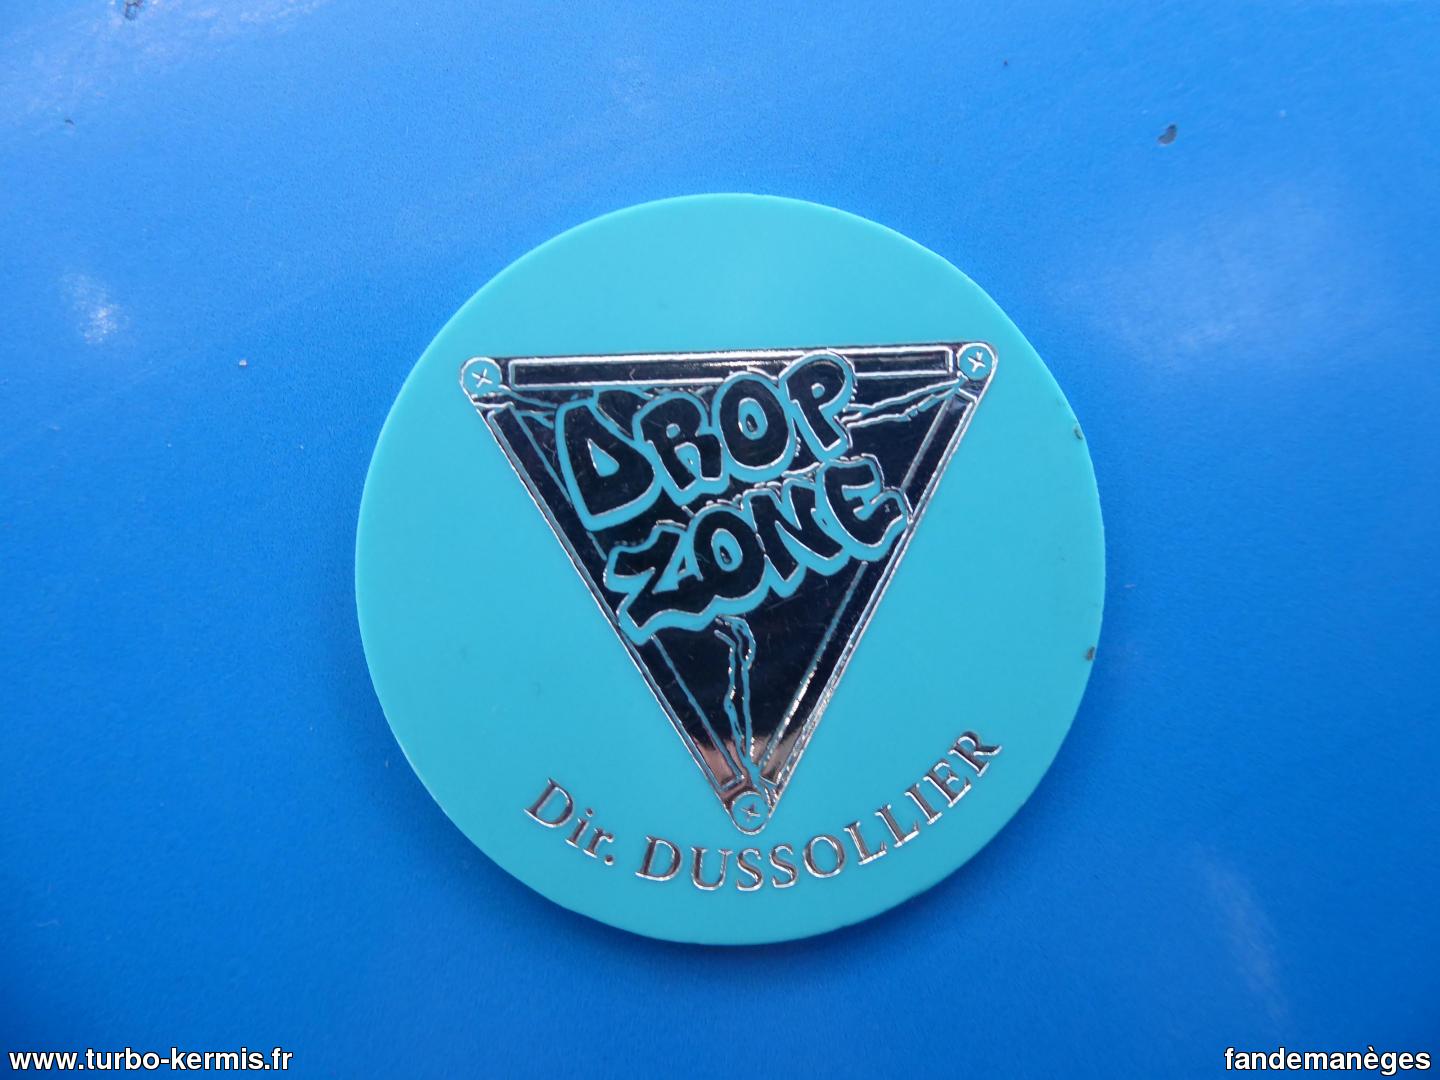 DROP
ZONE
Dir. DUSSOLLIER
www.turbo-kermis.fr
fandemanèges